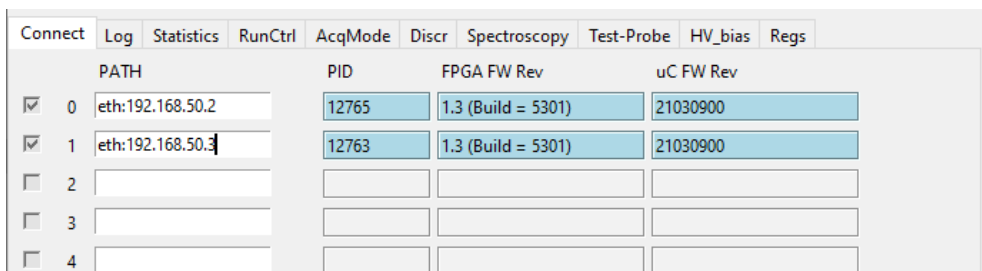 Connect Log Statistics RunCtrl AcqMode Discr Spectroscopy Test-Probe HV_bias Regs
PATH PID FPGA FW Rev uC FW Rev
0 eth:192.168.50.2 12765 1.3 (Build = 5301) 21030900
1 eth:192.168.50.3 12763 1.3 (Build = 5301) 21030900
2
3
4